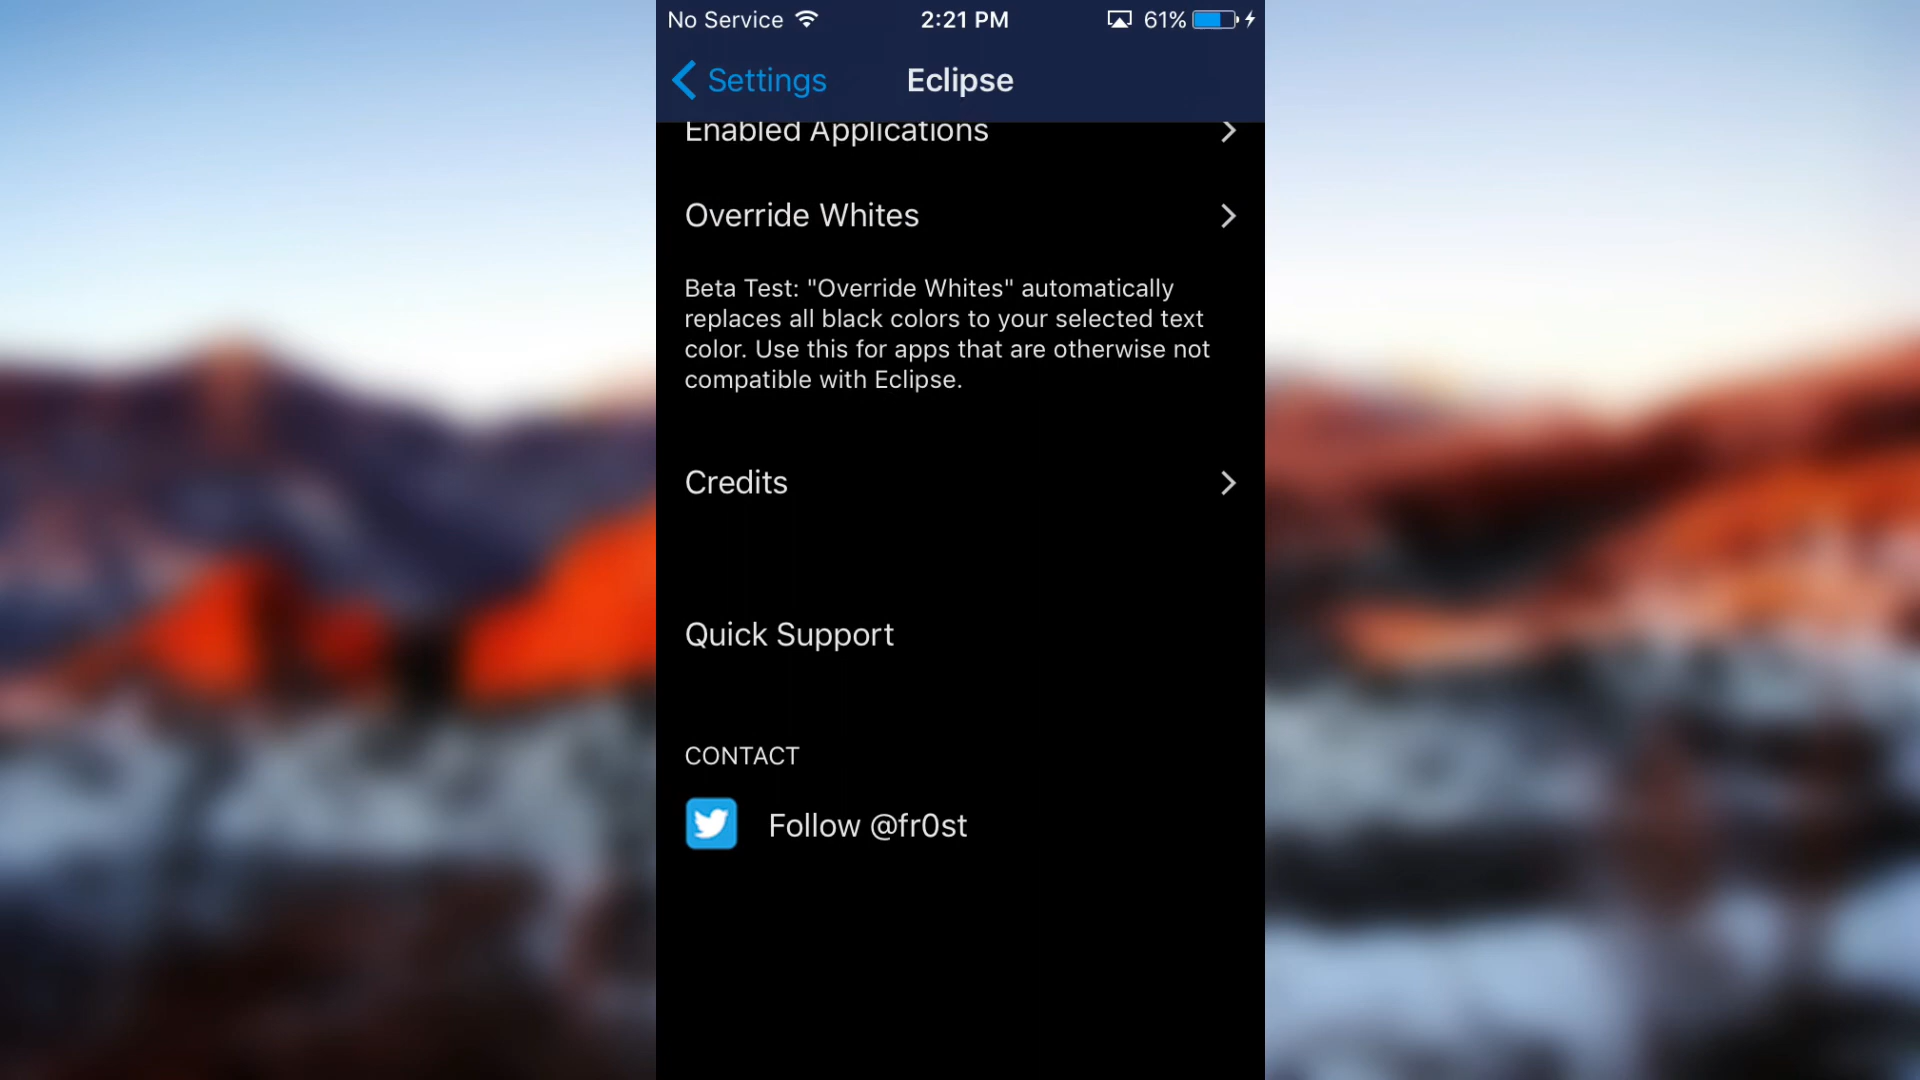 No Service 2:21 PM 61%
Settings Eclipse
Enabled Applications
Override Whites
Beta Test: "Override Whites" automatically
replaces all black colors to your selected text
color. Use this for apps that are otherwise not
compatible with Eclipse.
Credits
Quick Support
CONTACT
Follow @fr0st